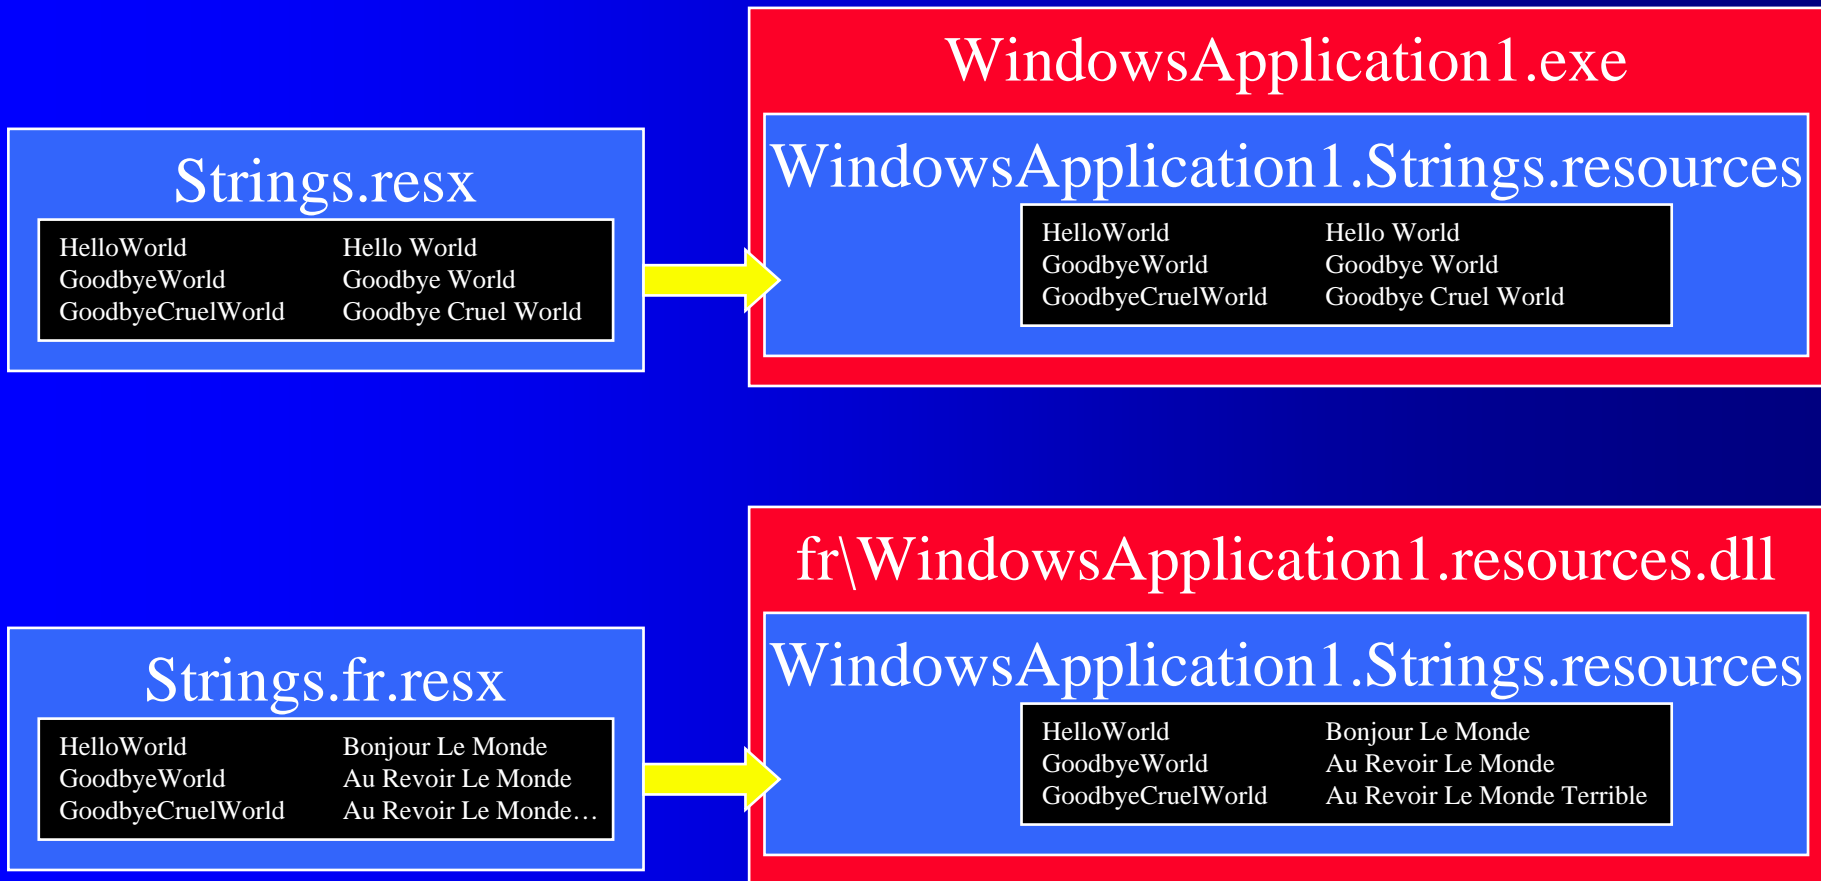 WindowsApplication1.exe
Strings.resx
HelloWorld Hello World
GoodbyeWorld Goodbye World
GoodbyeCruelWorld Goodbye Cruel World
WindowsApplication1.Strings.resources
HelloWorld Hello World
GoodbyeWorld Goodbye World
GoodbyeCruelWorld Goodbye Cruel World
fr\WindowsApplication1.resources.dll
Strings.fr.resx
HelloWorld Bonjour Le Monde
GoodbyeWorld Au Revoir Le Monde
GoodbyeCruelWorld Au Revoir Le Monde…
WindowsApplication1.Strings.resources
HelloWorld Bonjour Le Monde
GoodbyeWorld Au Revoir Le Monde
GoodbyeCruelWorld Au Revoir Le Monde Terrible